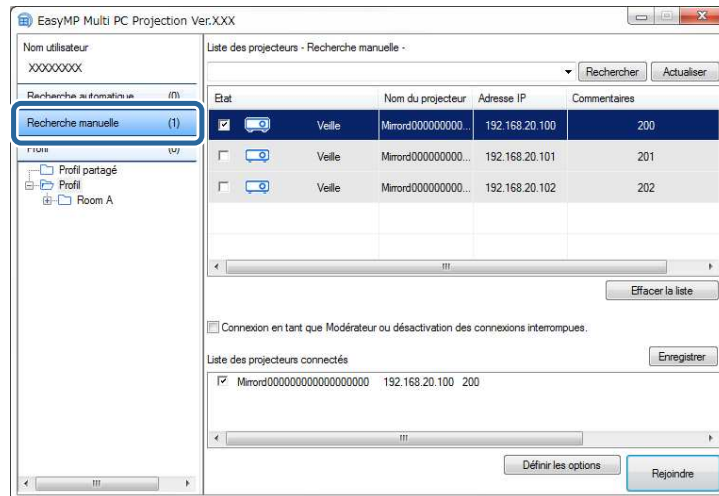 EasyMP Multi PC Projection Ver.XXX
Nom utilisateur
XXXXXXXX
Recherche automatique (0)
Recherche manuelle (1)
Profil (0)
Profil partagé
Profil
Room A
Liste des projecteurs - Recherche manuelle -
Rechercher Actualiser
Etat Nom du projecteur Adresse IP Commentaires
Veille Mirrord000000000... 192.168.20.100 200
Veille Mirrord000000000... 192.168.20.101 201
Veille Mirrord000000000... 192.168.20.102 202
Effacer la liste
Connexion en tant que Modérateur ou désactivation des connexions interrompues.
Liste des projecteurs connectés Enregistrer
Mirrord00000000000000000000 192.168.20.100 200
Définir les options Rejoindre